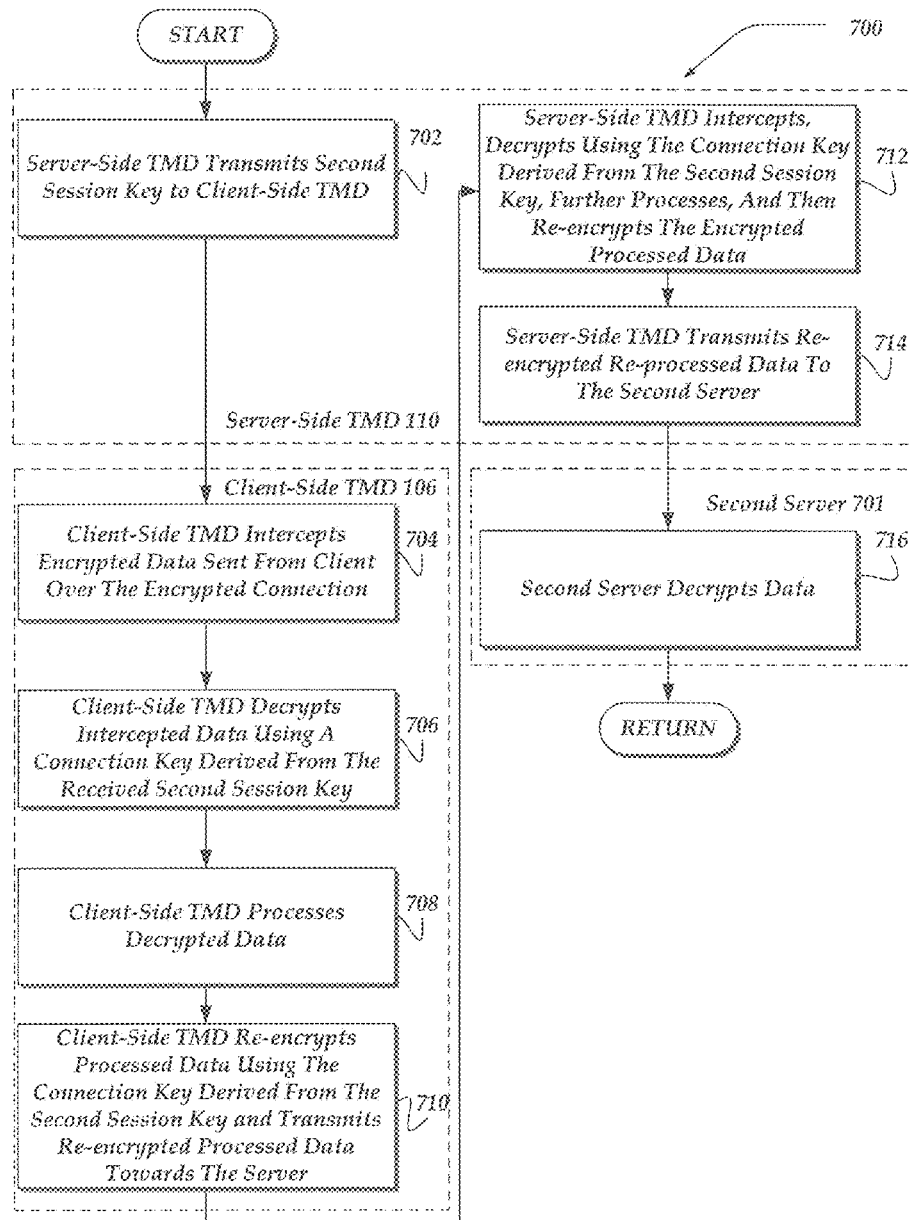 START
700
Server-Side TMD Transmits Second
Session Key to Client-Side TMD
702
Server-Side TMD 110
Client-Side TMD 106
Client-Side TMD Intercepts
Encrypted Data Sent From Client
Over The Encrypted Connection
704
Client-Side TMD Decrypts
Intercepted Data Using A
Connection Key Derived From The
Received Second Session Key
706
Client-Side TMD Processes
Decrypted Data
708
Client-Side TMD Re-encrypts
Processed Data Using The
Connection Key Derived From The
Second Session Key and Transmits
Re-encrypted Processed Data
Towards The Server
710
Server-Side TMD Intercepts,
Decrypts Using The Connection Key
Derived From The Second Session
Key, Further Processes, And Then
Re-encrypts The Encrypted
Processed Data
712
Server-Side TMD Transmits Re-
encrypted Re-processed Data To
The Second Server
714
Second Server 701
Second Server Decrypts Data
716
RETURN